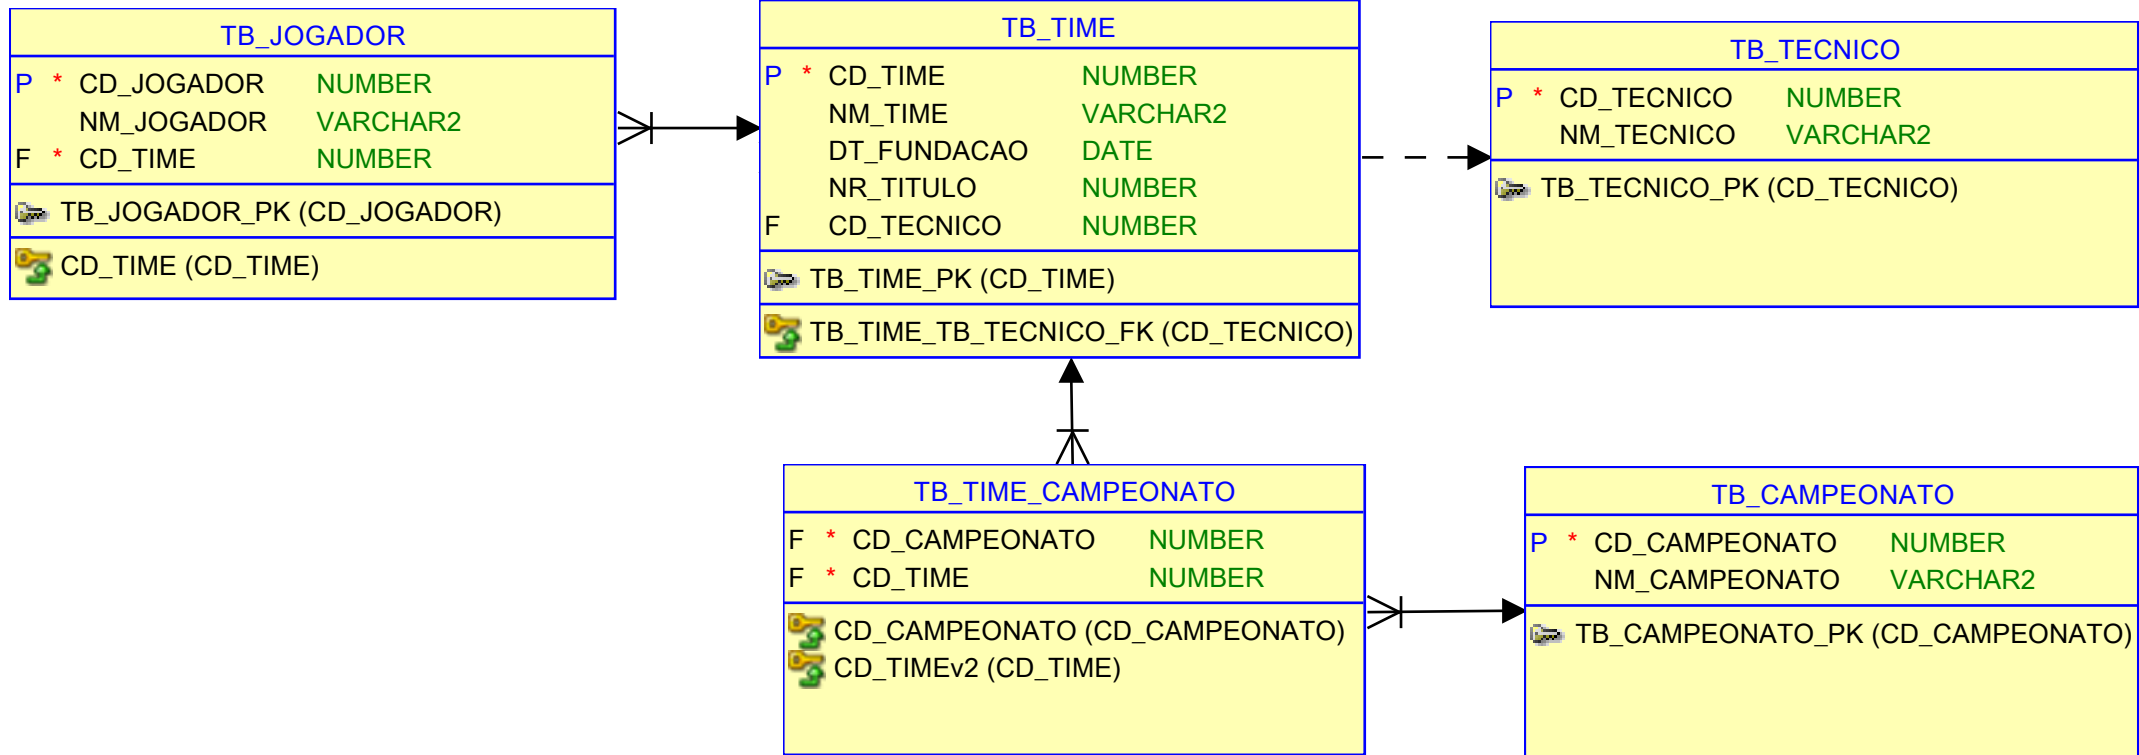 TB_JOGADOR
P * CD_JOGADOR NUMBER
NM_JOGADOR VARCHAR2
F * CD_TIME NUMBER
TB_JOGADOR_PK (CD_JOGADOR)
CD_TIME (CD_TIME)
TB_TIME
P * CD_TIME NUMBER
NM_TIME VARCHAR2
DT_FUNDACAO DATE
NR_TITULO NUMBER
F CD_TECNICO NUMBER
TB_TIME_PK (CD_TIME)
TB_TIME_TB_TECNICO_FK (CD_TECNICO)
TB_TECNICO
P * CD_TECNICO NUMBER
NM_TECNICO VARCHAR2
TB_TECNICO_PK (CD_TECNICO)
TB_TIME_CAMPEONATO
F * CD_CAMPEONATO NUMBER
F * CD_TIME NUMBER
CD_CAMPEONATO (CD_CAMPEONATO)
CD_TIMEv2 (CD_TIME)
TB_CAMPEONATO
P * CD_CAMPEONATO NUMBER
NM_CAMPEONATO VARCHAR2
TB_CAMPEONATO_PK (CD_CAMPEONATO)